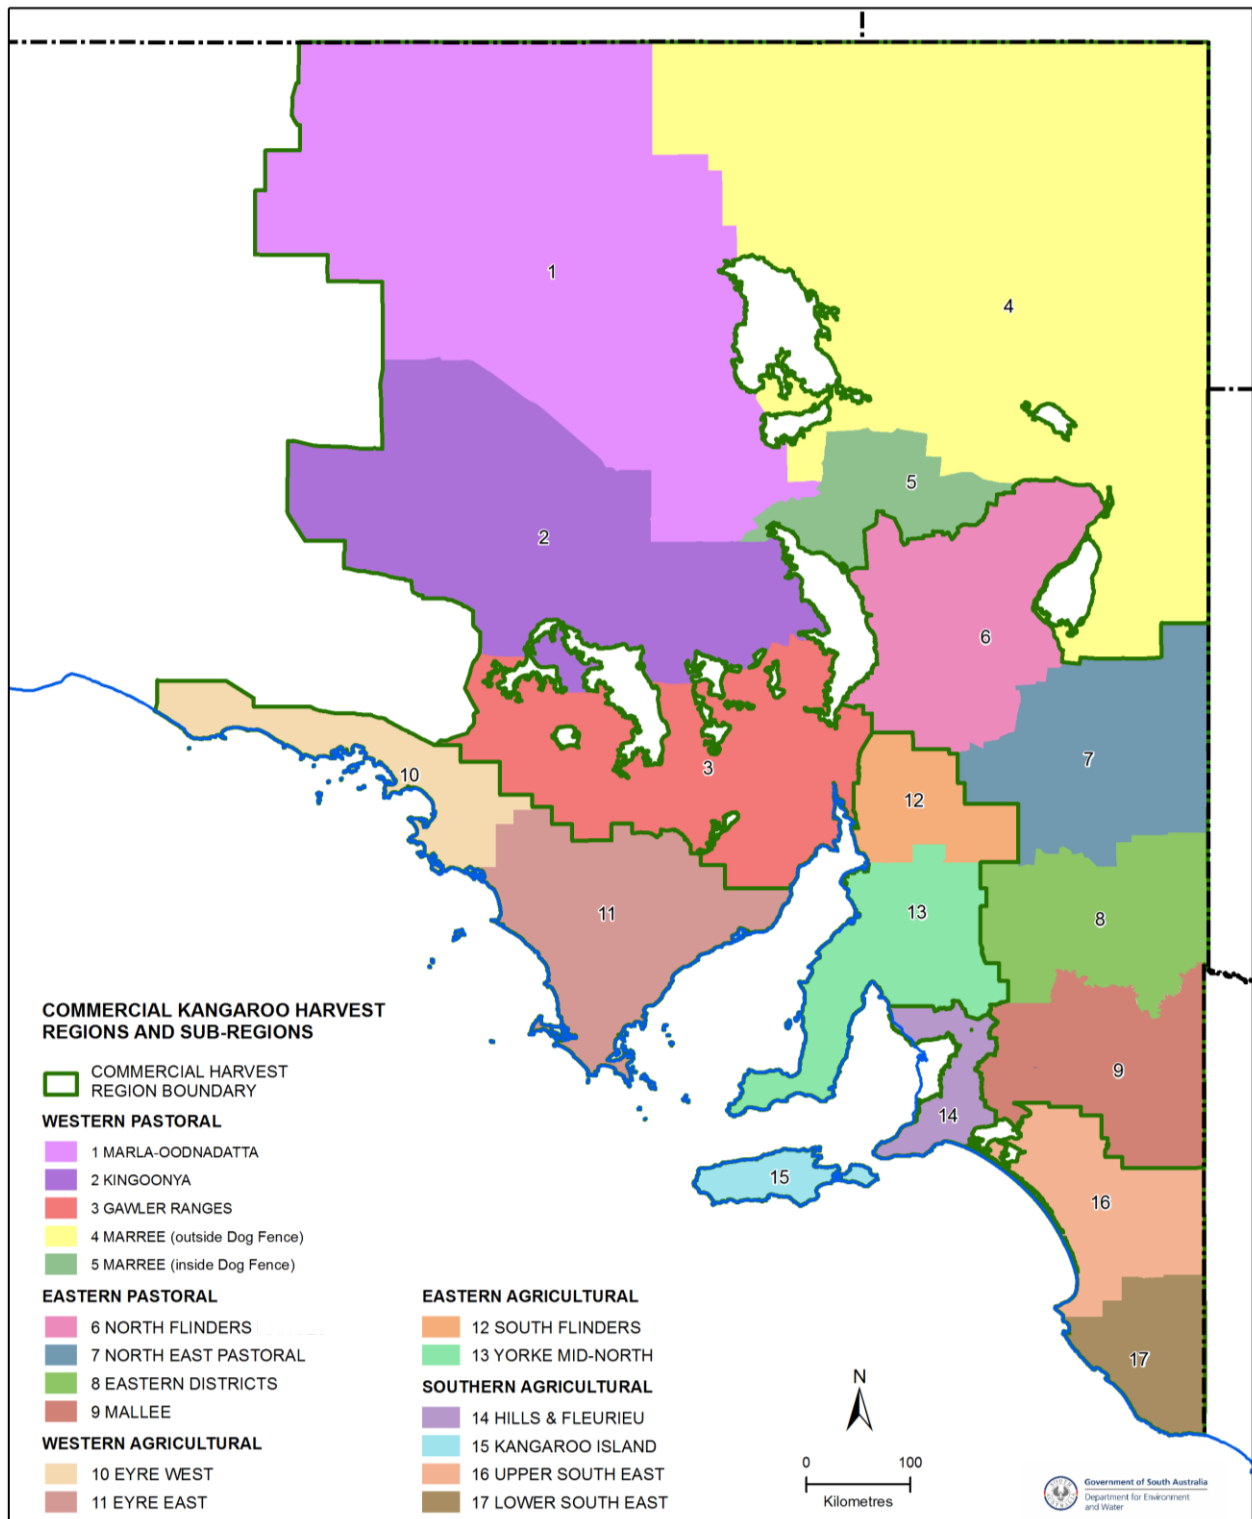 1
4
5
2
6
3
7
10
12
11
13
8
9
14
15
16
17
COMMERCIAL KANGAROO HARVEST
REGIONS AND SUB-REGIONS
COMMERCIAL HARVEST
REGION BOUNDARY
WESTERN PASTORAL
1 MARLA-OODNADATTA
2 KINGOONYA
3 GAWLER RANGES
4 MARREE (outside Dog Fence)
5 MARREE (inside Dog Fence)
EASTERN PASTORAL
6 NORTH FLINDERS
7 NORTH EAST PASTORAL
8 EASTERN DISTRICTS
9 MALLEE
WESTERN AGRICULTURAL
10 EYRE WEST
11 EYRE EAST
EASTERN AGRICULTURAL
12 SOUTH FLINDERS
13 YORKE MID-NORTH
SOUTHERN AGRICULTURAL
14 HILLS & FLEURIEU
15 KANGAROO ISLAND
16 UPPER SOUTH EAST
17 LOWER SOUTH EAST
N
0 100
Kilometres
Government of South Australia
Department for Environment
and Water